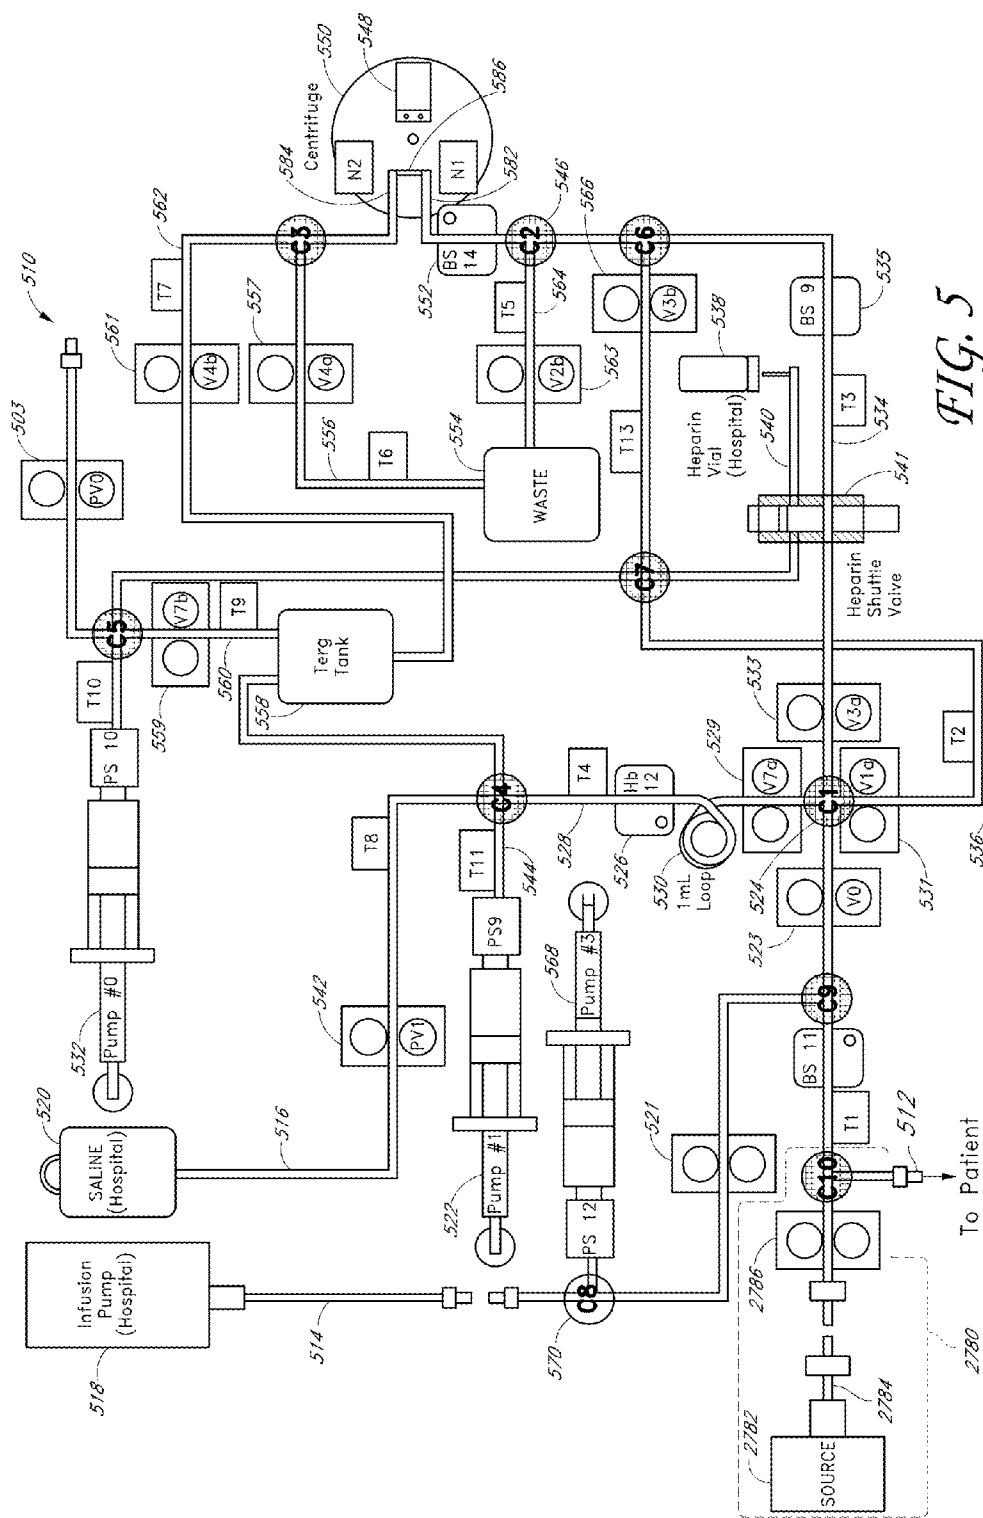 510
503
PV0
561
V4b
T7
562
557
V4a
C3
584
Centrifuge
550
548
586
N2
N1
582
BS
14
552
C2
546
T5
564
V2b
563
566
C6
V3b
538
BS 9
535
Heparin
Vial
(Hospital)
540
T3
534
541
Heparin
Shuttle
Valve
T13
554
WASTE
556
T6
C7
C5
V7b
T9
560
559
T10
PS 10
Terg
Tank
558
532
Pump #0
C4
T4
528
Hb
12
526
530
1mL
Loop
529
V7a
533
V3a
C1
V1a
T2
536
531
524
523
V0
T8
T11
544
PS9
568
Pump #3
542
PV1
522
Pump #1
520
SALINE
(Hospital)
516
C9
BS 11
T1
521
PS 12
C8
570
518
Infusion
Pump
(Hospital)
514
C10
512
To Patient
2786
2780
2784
2782
SOURCE
FIG. 5